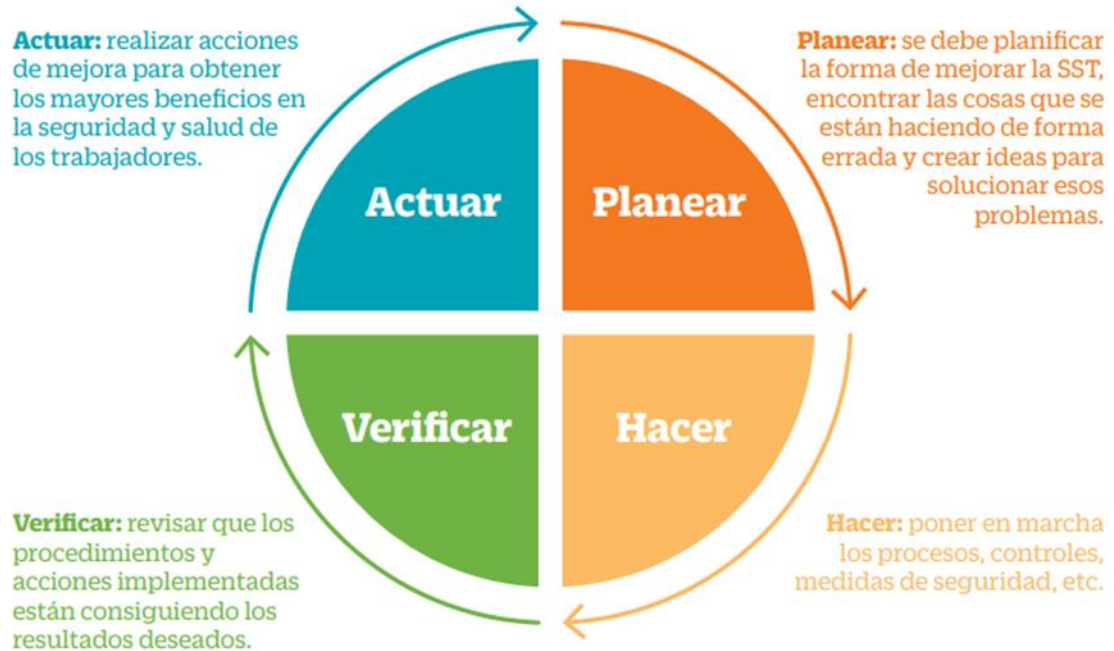 Actuar: realizar acciones
de mejora para obtener
los mayores beneficios en
la seguridad y salud de
los trabajadores.
Planear: se debe planificar
la forma de mejorar la SST,
encontrar las cosas que se
están haciendo de forma
errada y crear ideas para
solucionar esos
problemas.
Actuar
Planear
Verificar
Hacer
Verificar: revisar que los
procedimientos y
acciones implementadas
están consiguiendo los
resultados deseados.
Hacer: poner en marcha
los procesos, controles,
medidas de seguridad, etc.